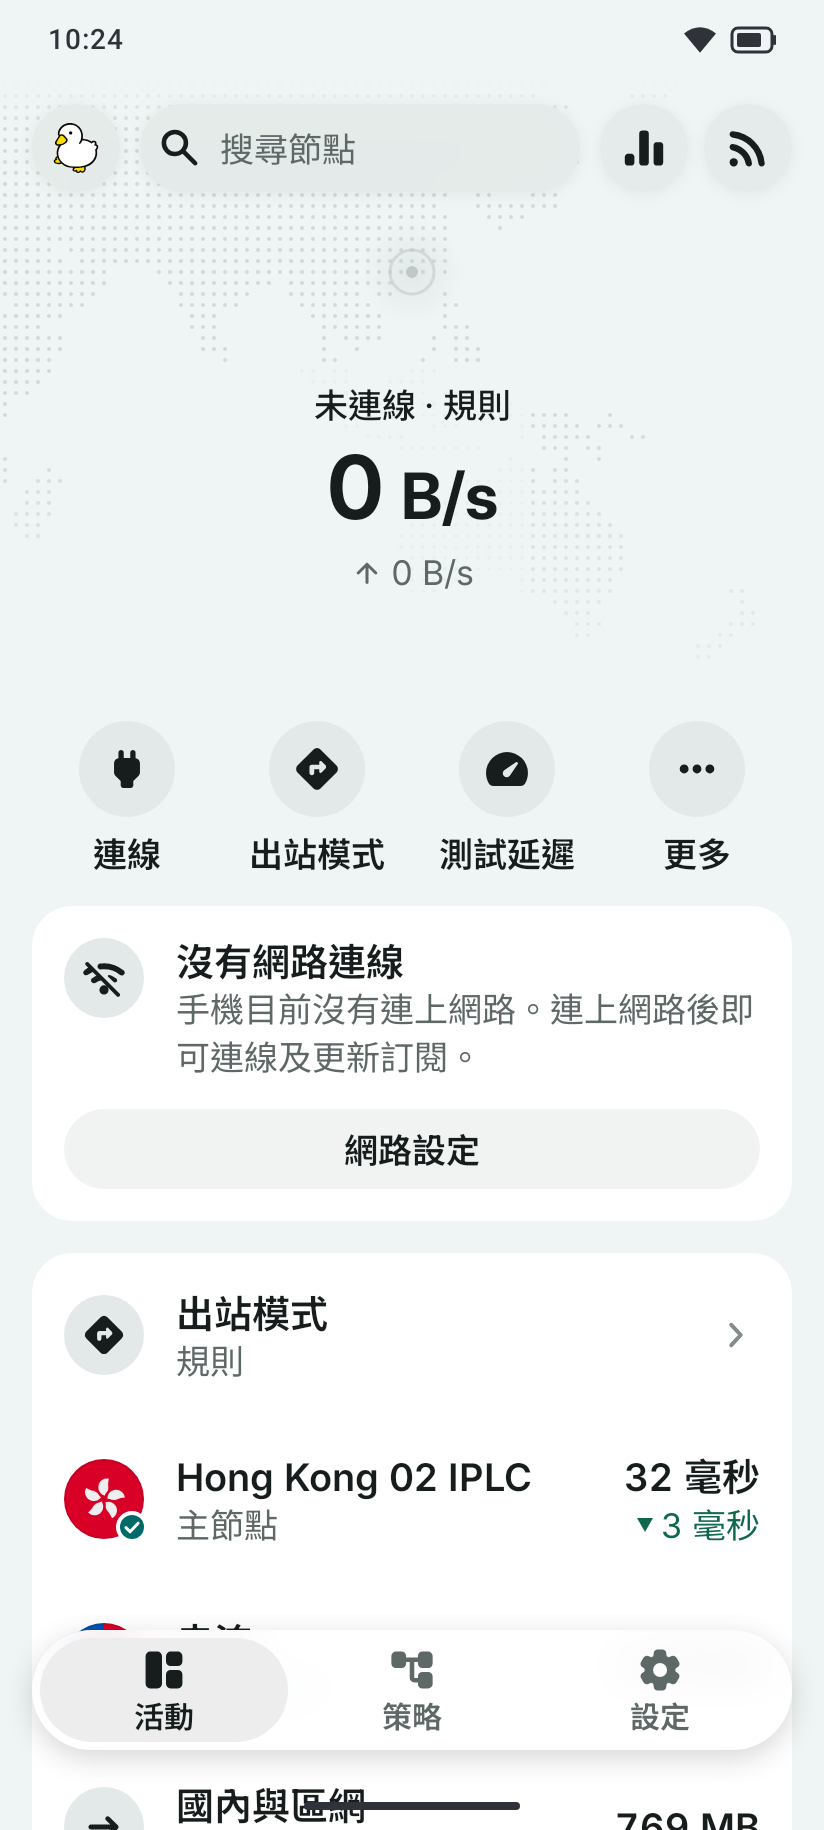 10:24
搜尋節點
未連線 · 規則
0 B/s
↑ 0 B/s
連線
出站模式
測試延遲
更多
沒有網路連線
手機目前沒有連上網路。連上網路後即
可連線及更新訂閱。
網路設定
出站模式
規則
Hong Kong 02 IPLC
32 毫秒
主節點
▼3 毫秒
活動
策略
設定
國內與區網
769 MB